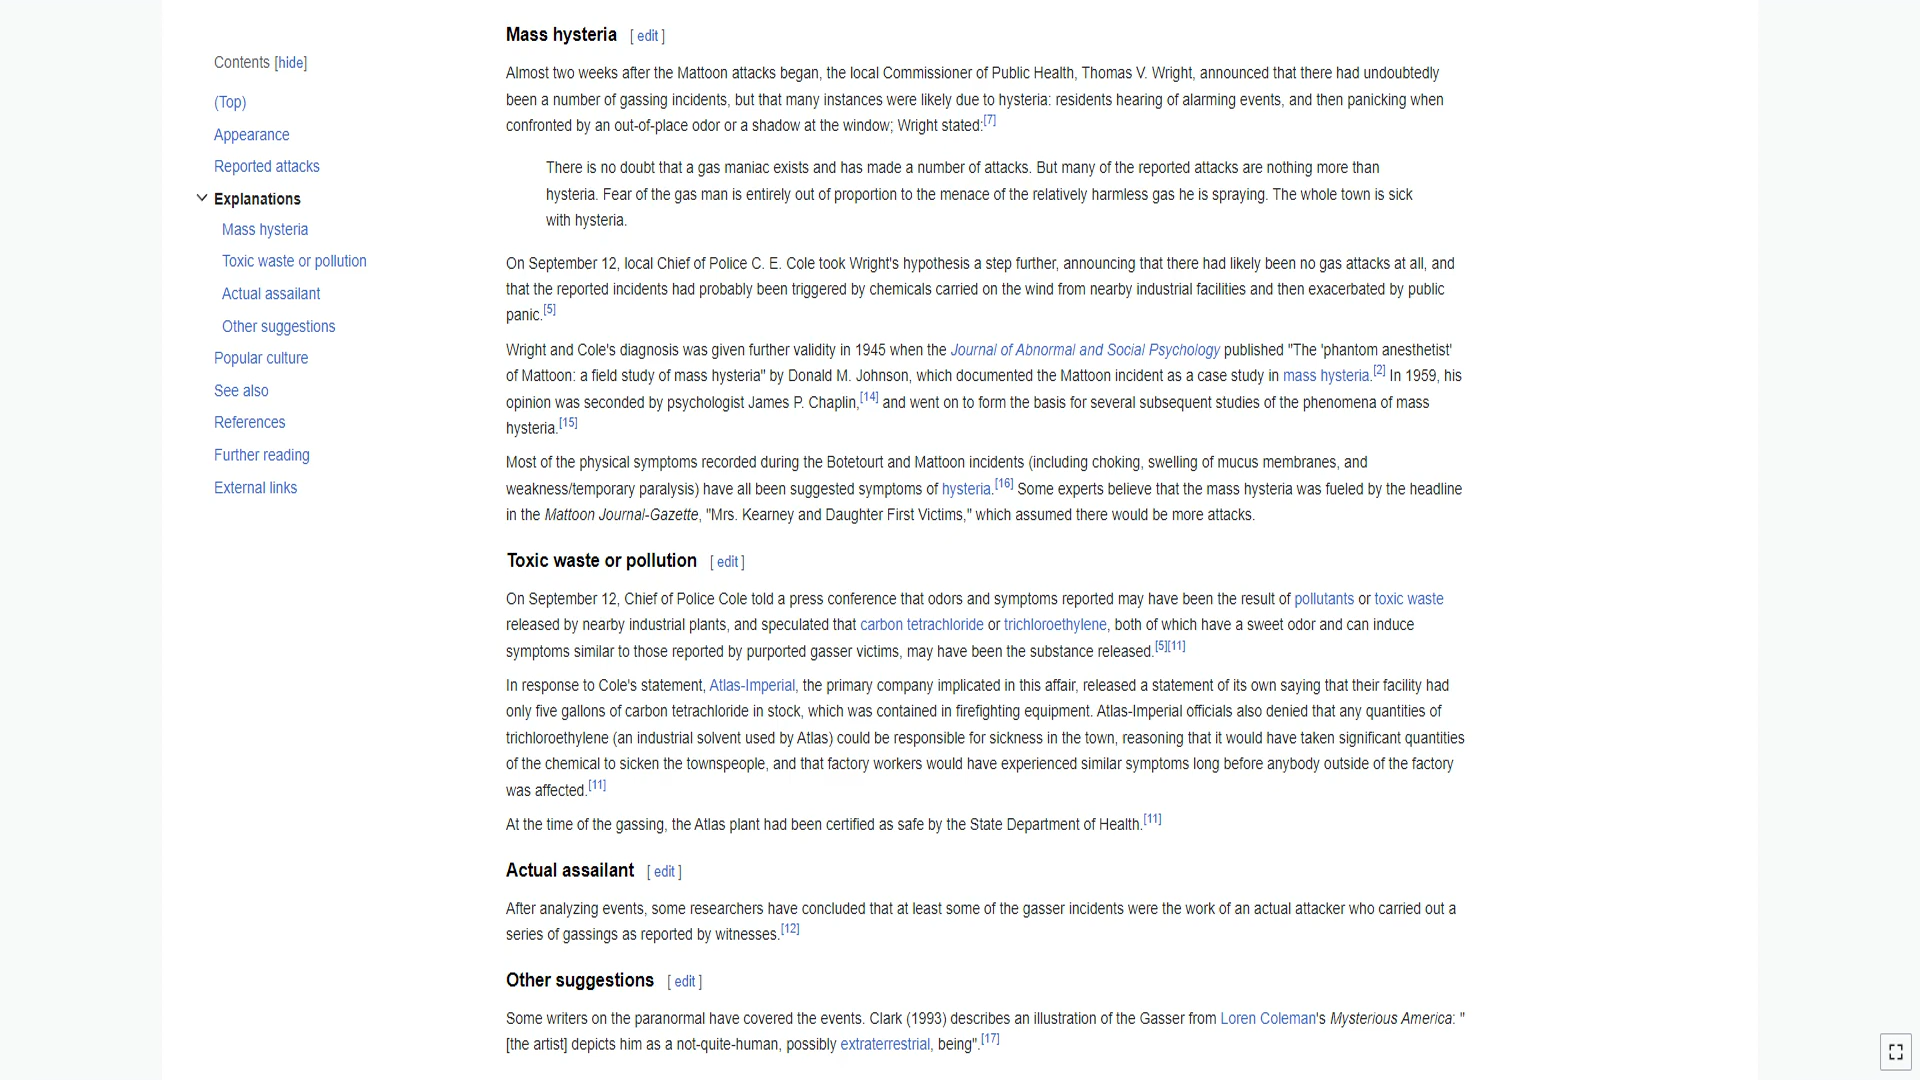 Contents [hide]
(Top)
Appearance
Reported attacks
Explanations
Mass hysteria
Toxic waste or pollution
Actual assailant
Other suggestions
Popular culture
See also
References
Further reading
External links
Mass hysteria [ edit ]
Almost two weeks after the Mattoon attacks began, the local Commissioner of Public Health, Thomas V. Wright, announced that there had undoubtedly
been a number of gassing incidents, but that many instances were likely due to hysteria: residents hearing of alarming events, and then panicking when
confronted by an out-of-place odor or a shadow at the window; Wright stated:[7]
There is no doubt that a gas maniac exists and has made a number of attacks. But many of the reported attacks are nothing more than
hysteria. Fear of the gas man is entirely out of proportion to the menace of the relatively harmless gas he is spraying. The whole town is sick
with hysteria.
On September 12, local Chief of Police C. E. Cole took Wright's hypothesis a step further, announcing that there had likely been no gas attacks at all, and
that the reported incidents had probably been triggered by chemicals carried on the wind from nearby industrial facilities and then exacerbated by public
panic.[5]
Wright and Cole's diagnosis was given further validity in 1945 when the Journal of Abnormal and Social Psychology published "The 'phantom anesthetist'
of Mattoon: a field study of mass hysteria" by Donald M. Johnson, which documented the Mattoon incident as a case study in mass hysteria.[2] In 1959, his
opinion was seconded by psychologist James P. Chaplin,[14] and went on to form the basis for several subsequent studies of the phenomena of mass
hysteria.[15]
Most of the physical symptoms recorded during the Botetourt and Mattoon incidents (including choking, swelling of mucus membranes, and
weakness/temporary paralysis) have all been suggested symptoms of hysteria.[16] Some experts believe that the mass hysteria was fueled by the headline
in the Mattoon Journal-Gazette, "Mrs. Kearney and Daughter First Victims," which assumed there would be more attacks.
Toxic waste or pollution [ edit ]
On September 12, Chief of Police Cole told a press conference that odors and symptoms reported may have been the result of pollutants or toxic waste
released by nearby industrial plants, and speculated that carbon tetrachloride or trichloroethylene, both of which have a sweet odor and can induce
symptoms similar to those reported by purported gasser victims, may have been the substance released.[5][11]
In response to Cole's statement, Atlas-Imperial, the primary company implicated in this affair, released a statement of its own saying that their facility had
only five gallons of carbon tetrachloride in stock, which was contained in firefighting equipment. Atlas-Imperial officials also denied that any quantities of
trichloroethylene (an industrial solvent used by Atlas) could be responsible for sickness in the town, reasoning that it would have taken significant quantities
of the chemical to sicken the townspeople, and that factory workers would have experienced similar symptoms long before anybody outside of the factory
was affected.[11]
At the time of the gassing, the Atlas plant had been certified as safe by the State Department of Health.[11]
Actual assailant [ edit ]
After analyzing events, some researchers have concluded that at least some of the gasser incidents were the work of an actual attacker who carried out a
series of gassings as reported by witnesses.[12]
Other suggestions [ edit ]
Some writers on the paranormal have covered the events. Clark (1993) describes an illustration of the Gasser from Loren Coleman's Mysterious America: "
[the artist] depicts him as a not-quite-human, possibly extraterrestrial, being".[17]